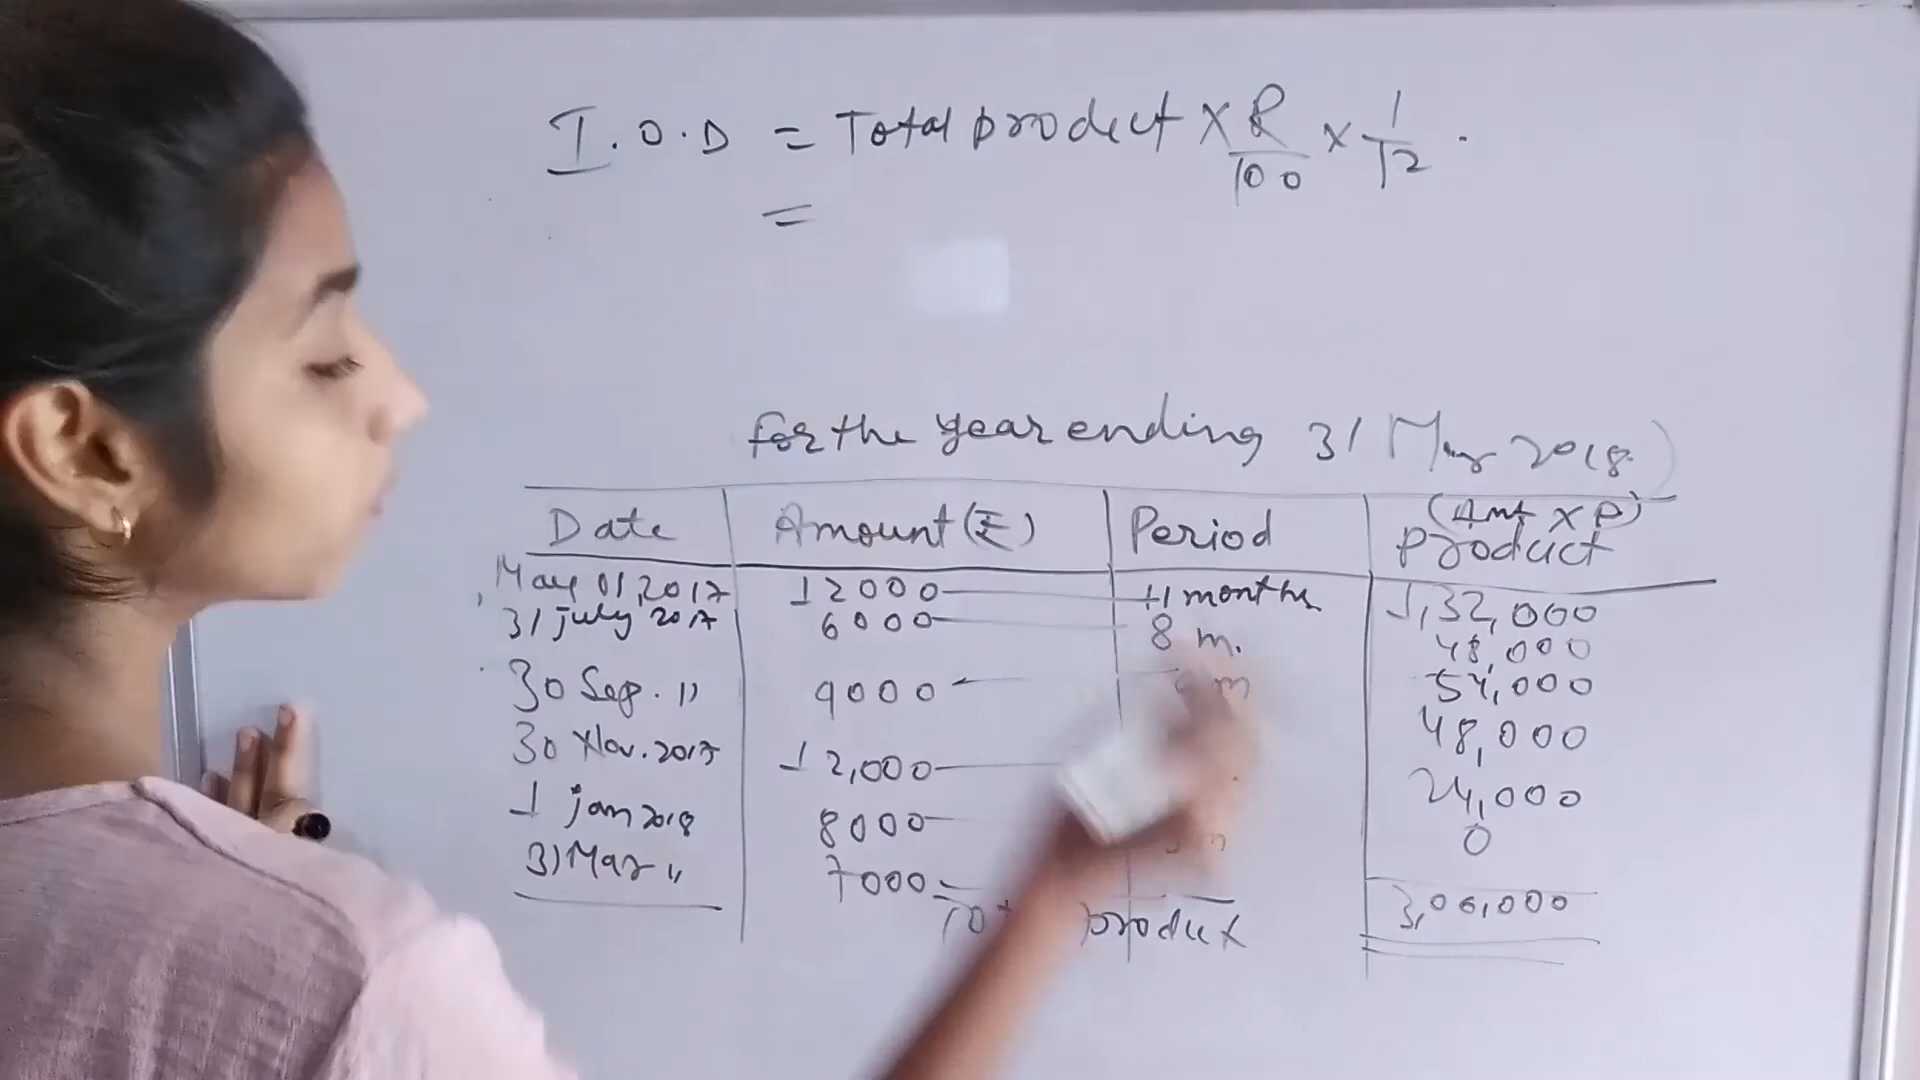 I.O.D = Total product × R/100 × 1/12 .
=
for the year ending 31 Mar 2018)
Date Amount (₹) Period (Amt × P) product
May 01, 2017 12000 11 months 1,32,000
31 july, 2017 6000 8 m. 48,000
30 Sep. " 9000 m 54,000
30 Nov. 2017 12,000 48,000
1 jan 2018 8000 24,000
31 Mar " 7000 0
product 3,06,000